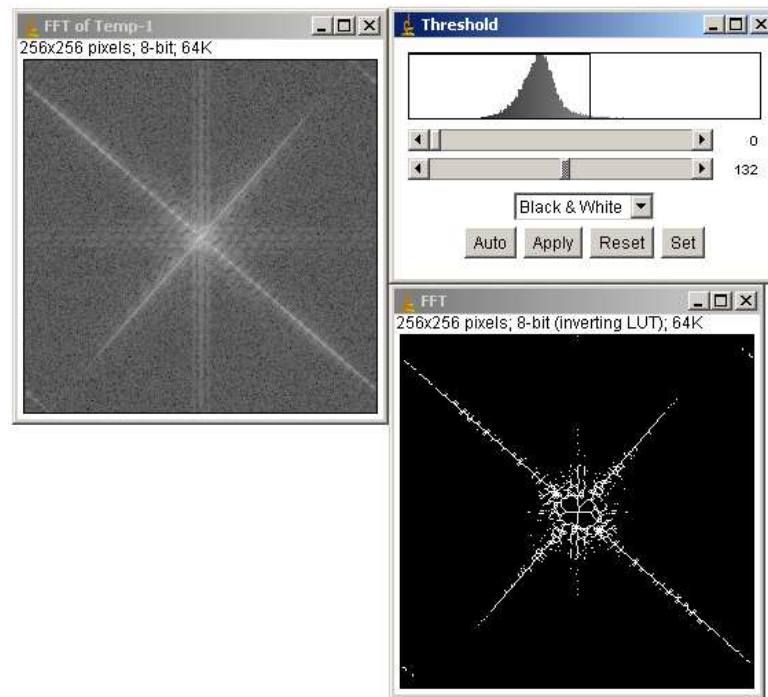 FFT of Temp-1
256x256 pixels; 8-bit; 64K
Threshold
0
132
Black & White
Auto Apply Reset Set
FFT
256x256 pixels; 8-bit (inverting LUT); 64K